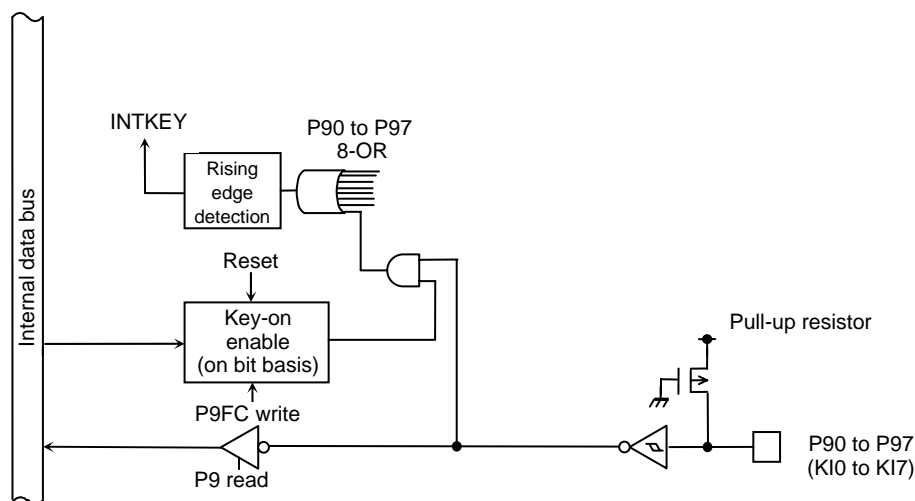 Internal data bus
INTKEY
P90 to P97
8-OR
Rising
edge
detection
Reset
Key-on
enable
(on bit basis)
P9FC write
P9 read
Pull-up resistor
P90 to P97
(KI0 to KI7)